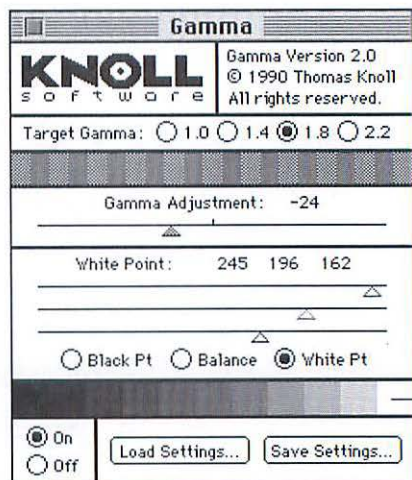 Gamma
KNOLL
software
Gamma Version 2.0
© 1990 Thomas Knoll
All rights reserved.
Target Gamma: 1.0 1.4 1.8 2.2
Gamma Adjustment: -24
White Point: 245 196 162
Black Pt Balance White Pt
On
Off
Load Settings... Save Settings...